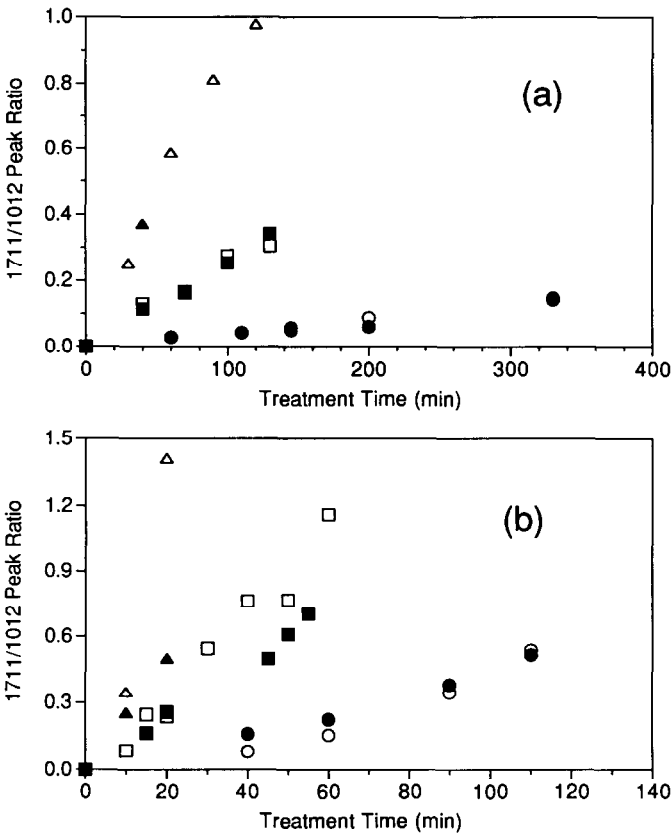 1.0
(a)
0.8
0.6
0.4
0.2
0.0
1711/1012 Peak Ratio
0 100 200 300 400
Treatment Time (min)
1.5
(b)
1.2
0.9
0.6
0.3
0.0
1711/1012 Peak Ratio
0 20 40 60 80 100 120 140
Treatment Time (min)